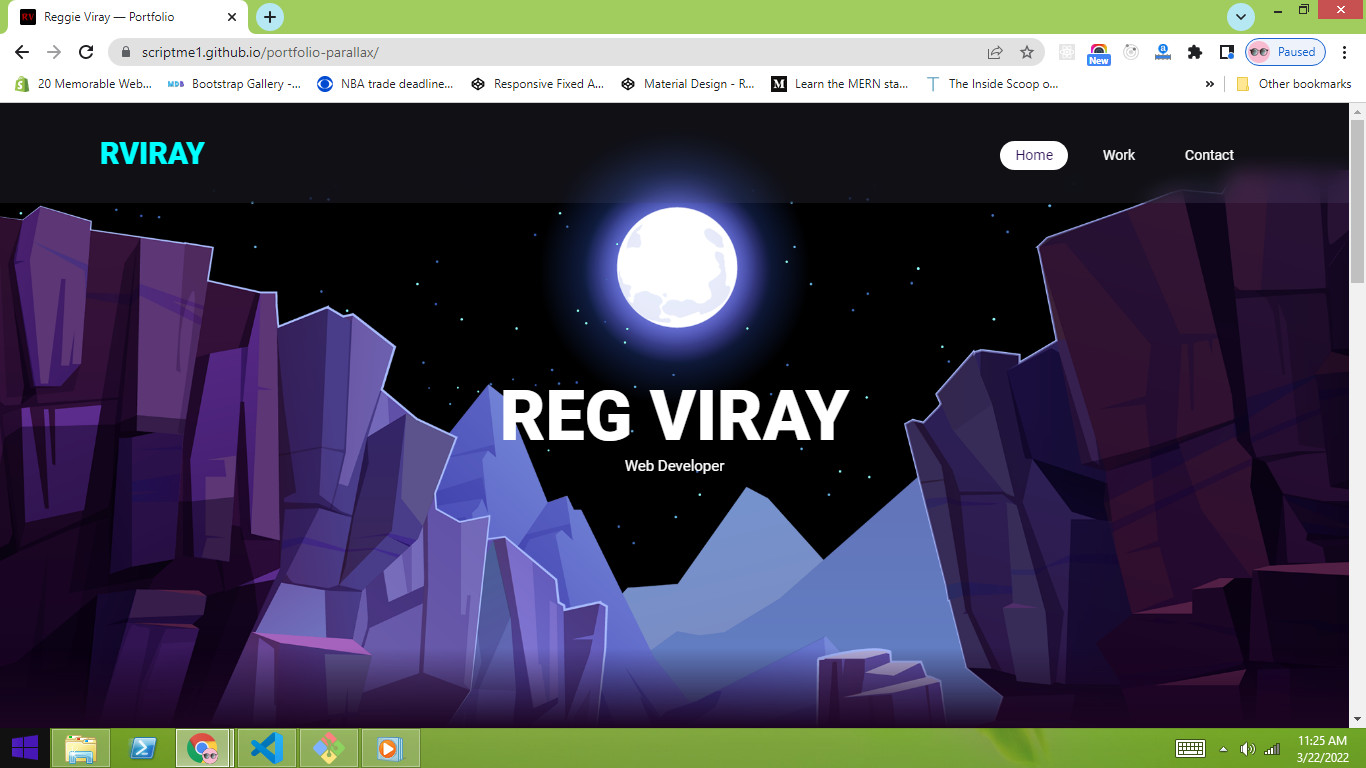 Reggie Viray — Portfolio
scriptme1.github.io/portfolio-parallax/
New
Paused
20 Memorable Web...
MDB Bootstrap Gallery -...
NBA trade deadline...
Responsive Fixed A...
Material Design - R...
M Learn the MERN sta...
T The Inside Scoop o...
»
Other bookmarks
RVIRAY
Home
Work
Contact
REG VIRAY
Web Developer
11:25 AM
3/22/2022